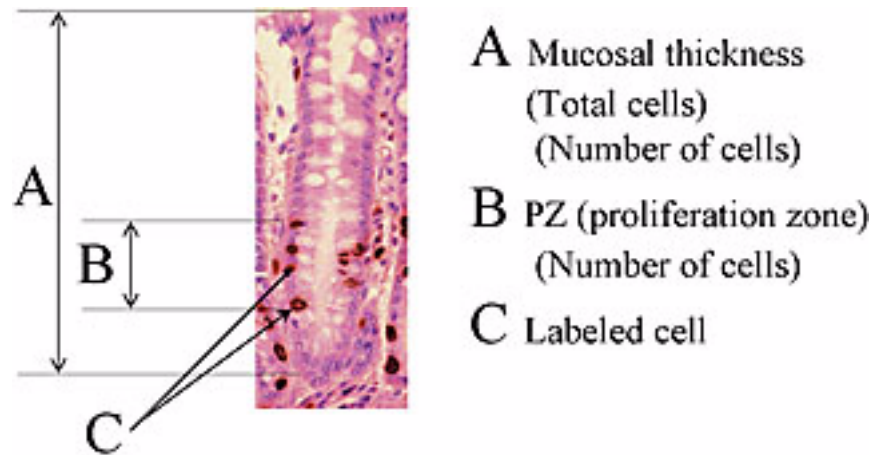 A
B
C
A Mucosal thickness
(Total cells)
(Number of cells)
B PZ (proliferation zone)
(Number of cells)
C Labeled cell